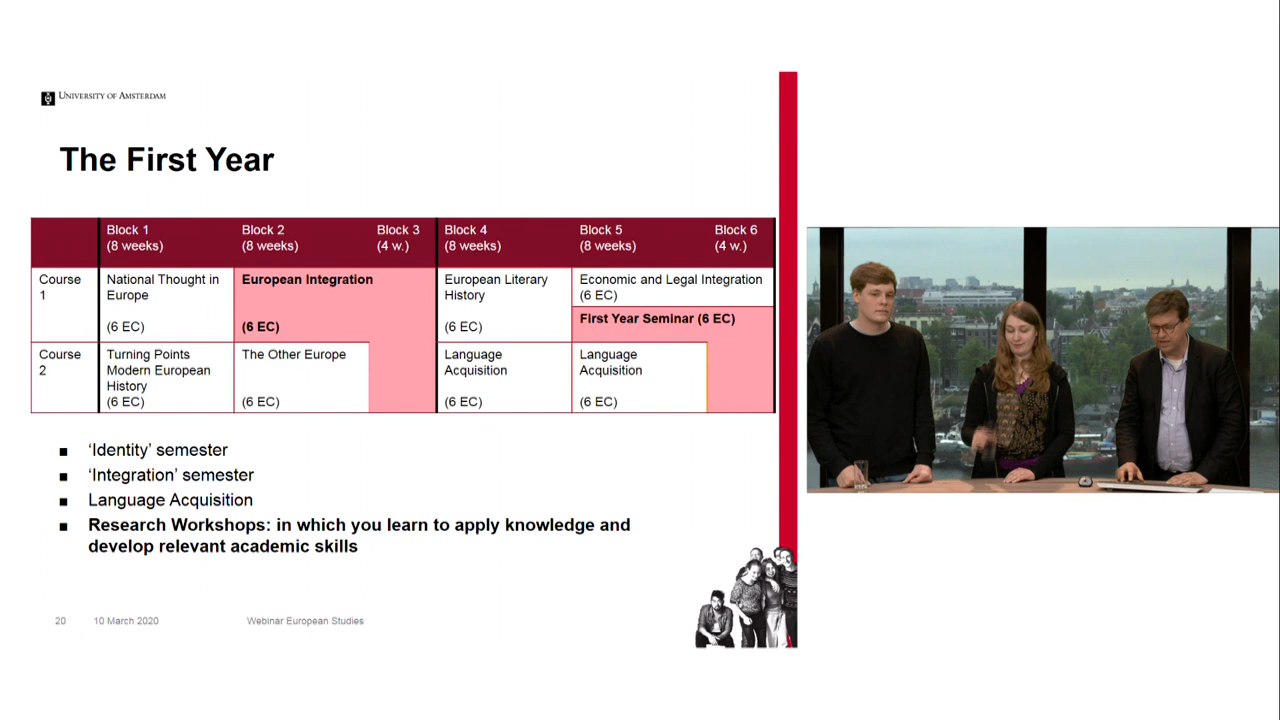 UNIVERSITY OF AMSTERDAM
The First Year
Block 1
(8 weeks)
Block 2
(8 weeks)
Block 3
(4 w.)
Block 4
(8 weeks)
Block 5
(8 weeks)
Block 6
(4 w.)
Course
1
National Thought in
Europe
(6 EC)
European Integration
(6 EC)
European Literary
History
(6 EC)
Economic and Legal Integration
(6 EC)
First Year Seminar (6 EC)
Course
2
Turning Points
Modern European
History
(6 EC)
The Other Europe
(6 EC)
Language
Acquisition
(6 EC)
Language
Acquisition
(6 EC)
■ ‘Identity’ semester
■ ‘Integration’ semester
■ Language Acquisition
■ Research Workshops: in which you learn to apply knowledge and
develop relevant academic skills
20 10 March 2020 Webinar European Studies